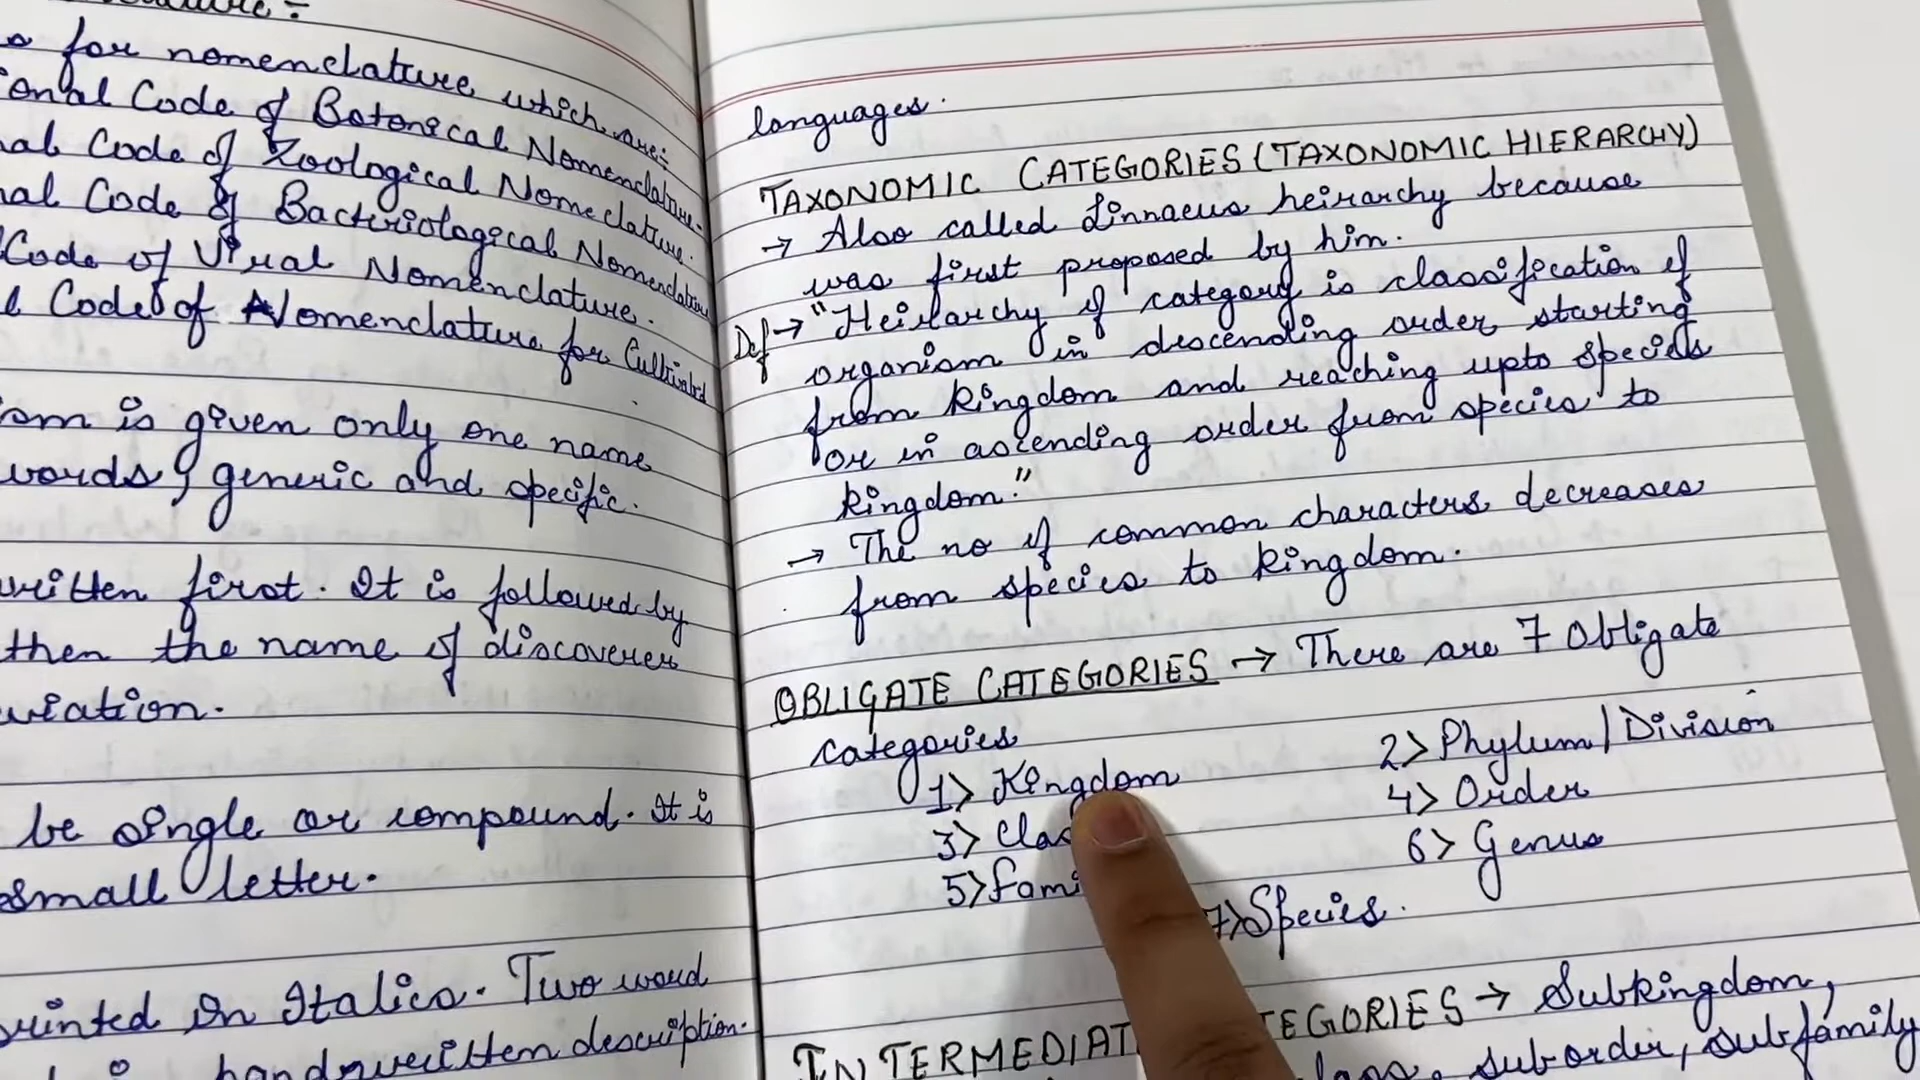 o for nomenclature which are:-
ional Code of Botanical Nomenclature.
nal Code of Zoological Nomeclature.
nal Code of Bacteriological Nomenclature
Code of Viral Nomenclature.
l Code of Nomenclature for Cultivated
ism is given only one name
words, generic and specific.
written first. It is followed by
then the name of discoverer
viation.
be single or compound. It is
small letter.
printed in Italics. Two word
handwritten description.
languages.
TAXONOMIC CATEGORIES (TAXONOMIC HIERARCHY)
→ Also called Linnaeus heirarchy because
was first proposed by him.
Def → "Heirarchy of category is classification of
organism in descending order starting
from kingdom and reaching upto species
or in ascending order from species to
kingdom."
→ The no of common characters decreases
from species to kingdom.
OBLIGATE CATEGORIES → There are 7 Obligate
categories
1> Kingdom 2> Phylum/Division
3> Clas 4> Order
5> Fami 6> Genus
7> Species.
INTERMEDIAT TEGORIES → Subkingdom,
lass, suborder, subfamily